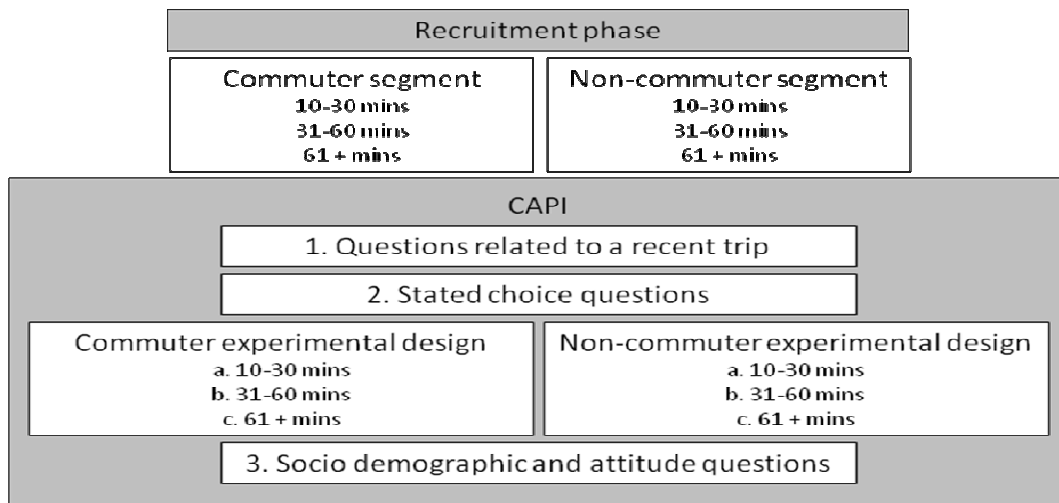 Recruitment phase
Commuter segment
10-30 mins
31-60 mins
61 + mins
Non-commuter segment
10-30 mins
31-60 mins
61 + mins
CAPI
1. Questions related to a recent trip
2. Stated choice questions
Commuter experimental design
a. 10-30 mins
b. 31-60 mins
c. 61 + mins
Non-commuter experimental design
a. 10-30 mins
b. 31-60 mins
c. 61 + mins
3. Socio demographic and attitude questions